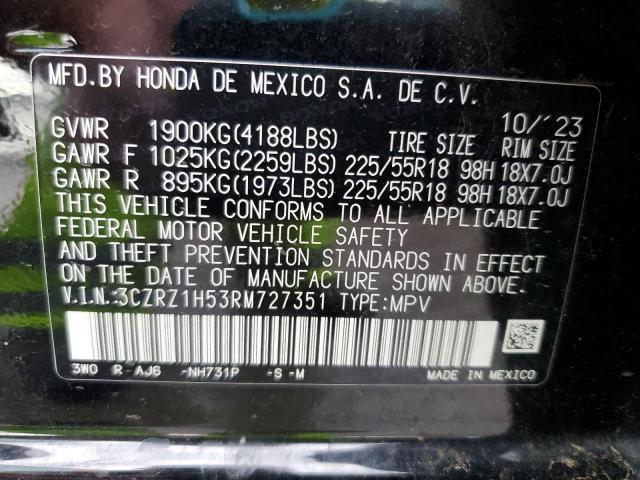 MFD. BY HONDA DE MEXICO S.A. DE C.V.
10/'23
GVWR 1900KG(4188LBS) TIRE SIZE RIM SIZE
GAWR F 1025KG(2259LBS) 225/55R18 98H 18X7.0J
GAWR R 895KG(1973LBS) 225/55R18 98H 18X7.0J
THIS VEHICLE CONFORMS TO ALL APPLICABLE
FEDERAL MOTOR VEHICLE SAFETY
AND THEFT PREVENTION STANDARDS IN EFFECT
ON THE DATE OF MANUFACTURE SHOWN ABOVE.
V.I.N.:3CZRZ1H53RM727351 TYPE:MPV
3W0 R-AJ6 -NH731P -S-M MADE IN MEXICO